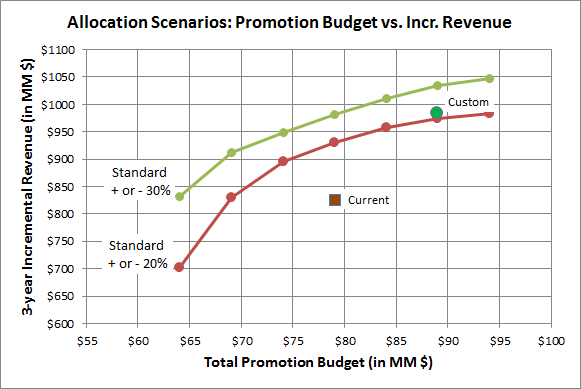 Allocation Scenarios: Promotion Budget vs. Incr. Revenue
3-year Incremental Revenue (in MM $)
$1100
$1050
$1000
$950
$900
$850
$800
$750
$700
$650
$600
Custom
Standard
+ or - 30%
Current
Standard
+ or - 20%
$55
$60
$65
$70
$75
$80
$85
$90
$95
$100
Total Promotion Budget (in MM $)